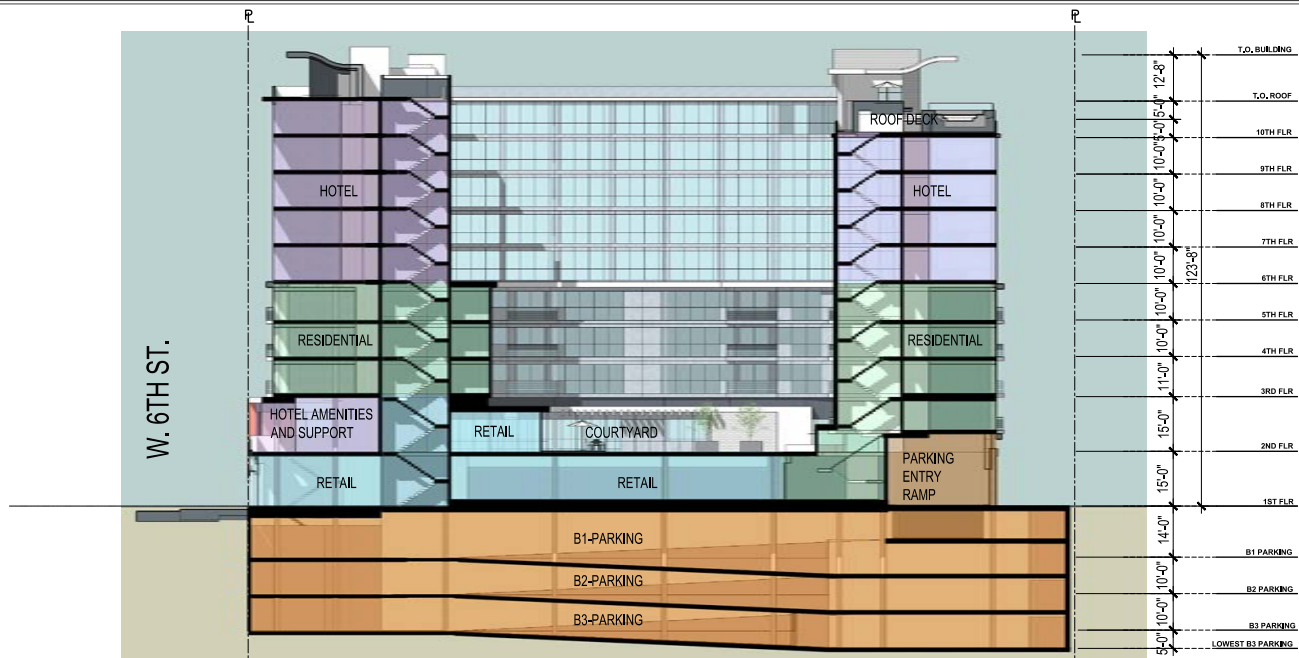 PL
PL
T.O. BUILDING
12'-8"
T.O. ROOF
5'-0"
ROOF DECK
5'-0"
10TH FLR
10'-0"
9TH FLR
HOTEL
HOTEL
10'-0"
8TH FLR
10'-0"
7TH FLR
10'-0"
123'-8"
6TH FLR
10'-0"
5TH FLR
RESIDENTIAL
RESIDENTIAL
10'-0"
4TH FLR
11'-0"
3RD FLR
W. 6TH ST.
HOTEL AMENITIES
AND SUPPORT
RETAIL
COURTYARD
15'-0"
2ND FLR
PARKING
ENTRY
RAMP
RETAIL
RETAIL
15'-0"
1ST FLR
B1-PARKING
14'-0"
B1 PARKING
B2-PARKING
10'-0"
B2 PARKING
B3-PARKING
10'-0"
B3 PARKING
5'-0"
LOWEST B3 PARKING